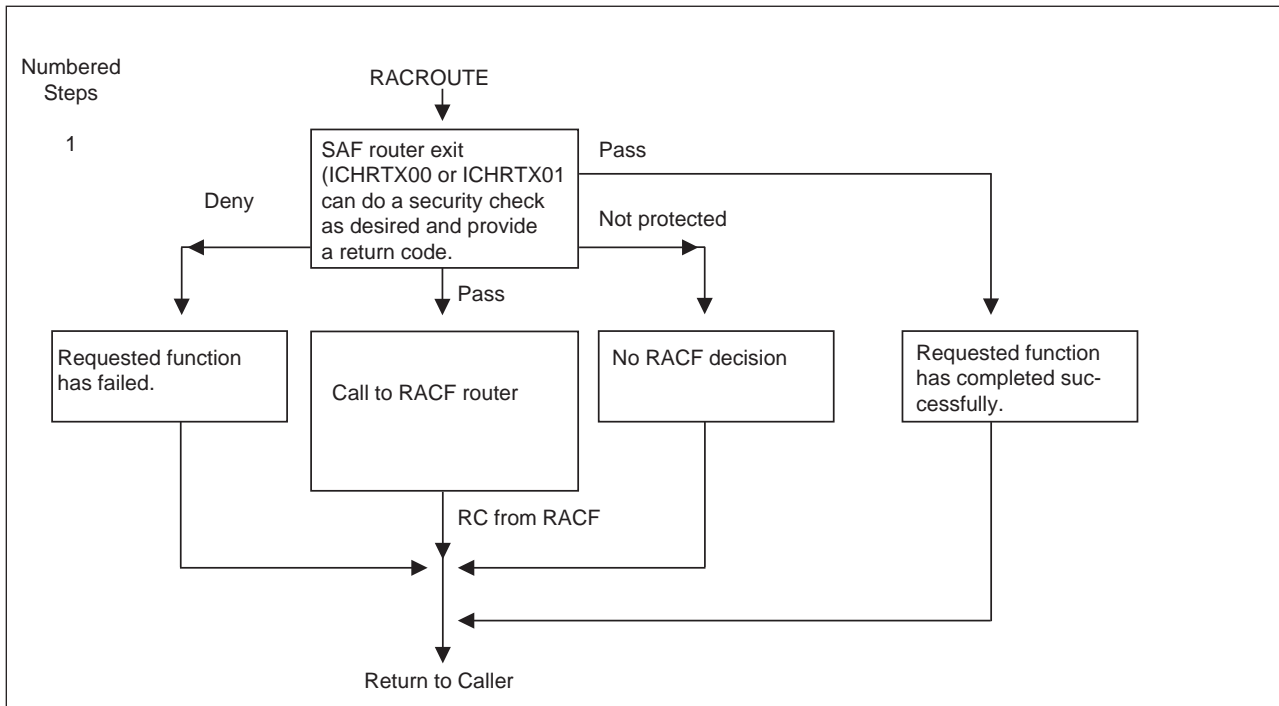 Numbered
Steps
1
RACROUTE
SAF router exit
(ICHRTX00 or ICHRTX01
can do a security check
as desired and provide
a return code.
Pass
Deny
Not protected
Pass
Requested function
has failed.
Call to RACF router
No RACF decision
Requested function
has completed suc-
cessfully.
RC from RACF
Return to Caller